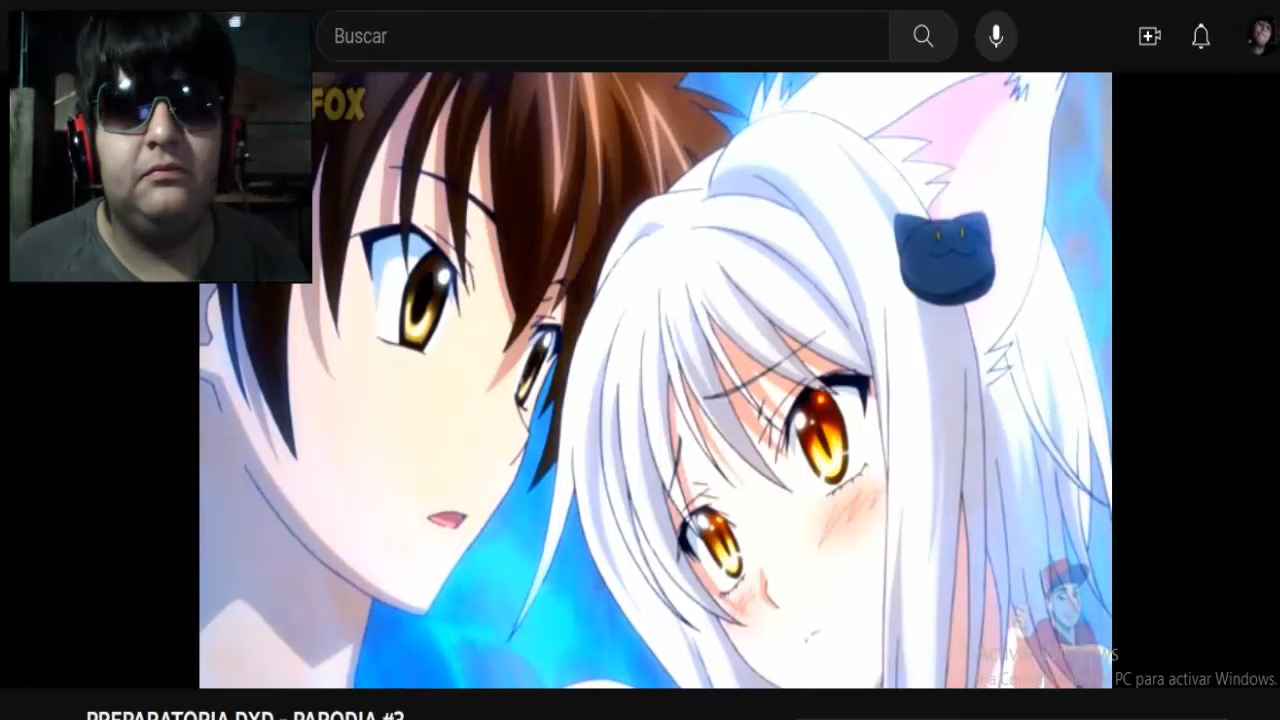 Buscar
FOX
PC para activar Windows.
PREPARATORIA DXD - PARODIA #3